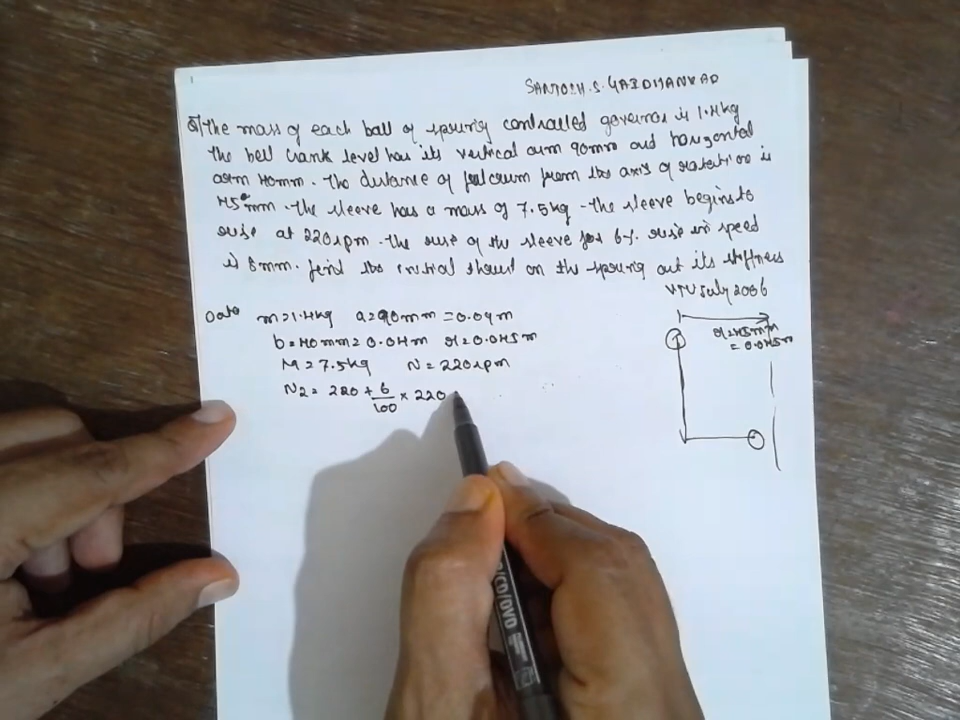 SANTOSH.S.GAIDHANKAR
Q) The mass of each ball of spring controlled governor is 1.4kg
The bell crank lever has its vertical arm 90mm and horizontal
arm 40mm. The distance of fulcrum from the axis of rotation is
45mm. The sleeve has a mass of 7.5kg. The sleeve begins to
rise at 220rpm. The rise of the sleeve for 6% rise in speed
is 8mm. find the initial thrust on the spring and its stiffness
VTU July 2006
Data m=1.4kg a=90mm=0.09m
b=40mm=0.04m r=0.045m
M=7.5kg N=220rpm
N2= 220 + 6/100 × 220
r=45mm
=0.045m